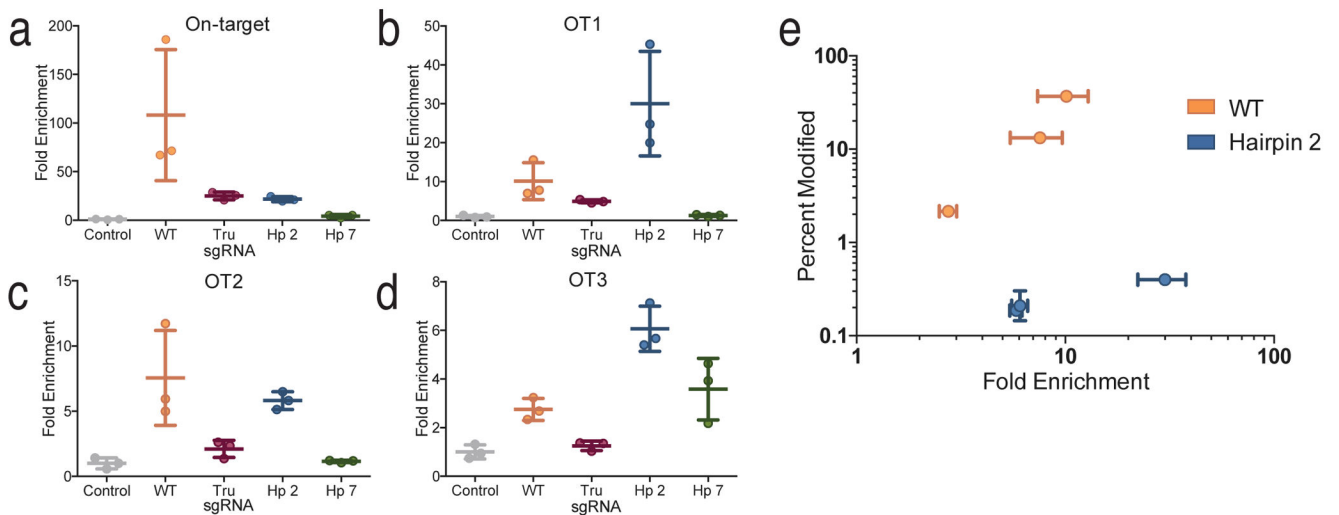 a
On-target
Fold Enrichment
200
150
100
50
0
Control WT Tru Hp 2 Hp 7
sgRNA
b
OT1
Fold Enrichment
50
40
30
20
10
0
Control WT Tru Hp 2 Hp 7
sgRNA
c
OT2
Fold Enrichment
15
10
5
0
Control WT Tru Hp 2 Hp 7
sgRNA
d
OT3
Fold Enrichment
8
6
4
2
0
Control WT Tru Hp 2 Hp 7
sgRNA
e
Percent Modified
100
10
1
0.1
1 10 100
Fold Enrichment
WT
Hairpin 2